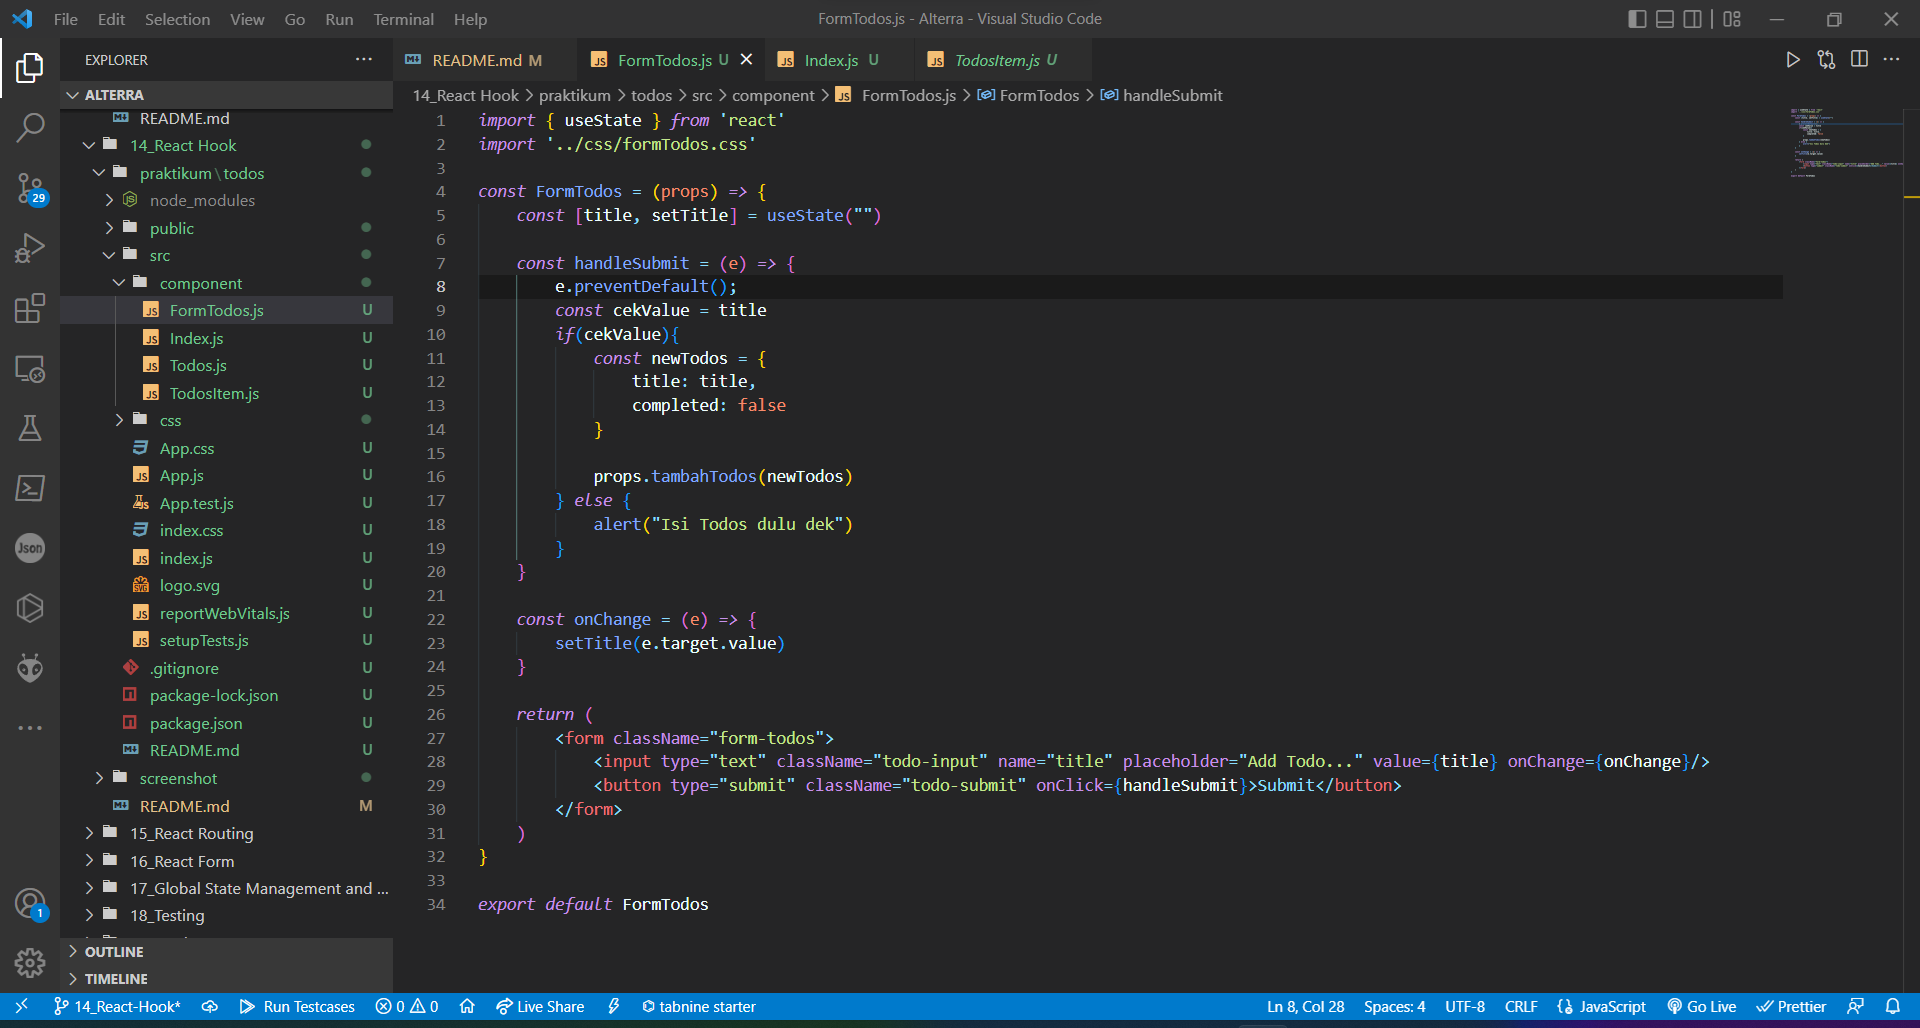 File Edit Selection View Go Run Terminal Help
FormTodos.js - Alterra - Visual Studio Code
EXPLORER
README.md M
FormTodos.js U
Index.js U
TodosItem.js U
ALTERRA
14_React Hook > praktikum > todos > src > component > FormTodos.js > FormTodos > handleSubmit
README.md
14_React Hook
praktikum \ todos
node_modules
public
src
component
FormTodos.js U
Index.js U
Todos.js U
TodosItem.js U
css
App.css U
App.js U
App.test.js U
index.css U
index.js U
logo.svg U
reportWebVitals.js U
setupTests.js U
.gitignore U
package-lock.json U
package.json U
README.md U
screenshot
README.md M
15_React Routing
16_React Form
17_Global State Management and ...
18_Testing
OUTLINE
TIMELINE
29
Json
1
1 import { useState } from 'react'
2 import '../css/formTodos.css'
3
4 const FormTodos = (props) => {
5 const [title, setTitle] = useState("")
6
7 const handleSubmit = (e) => {
8 e.preventDefault();
9 const cekValue = title
10 if(cekValue){
11 const newTodos = {
12 title: title,
13 completed: false
14 }
15
16 props.tambahTodos(newTodos)
17 } else {
18 alert("Isi Todos dulu dek")
19 }
20 }
21
22 const onChange = (e) => {
23 setTitle(e.target.value)
24 }
25
26 return (
27 <form className="form-todos">
28 <input type="text" className="todo-input" name="title" placeholder="Add Todo..." value={title} onChange={onChange}/>
29 <button type="submit" className="todo-submit" onClick={handleSubmit}>Submit</button>
30 </form>
31 )
32 }
33
34 export default FormTodos
14_React-Hook* Run Testcases 0 0 Live Share tabnine starter
Ln 8, Col 28 Spaces: 4 UTF-8 CRLF JavaScript Go Live Prettier